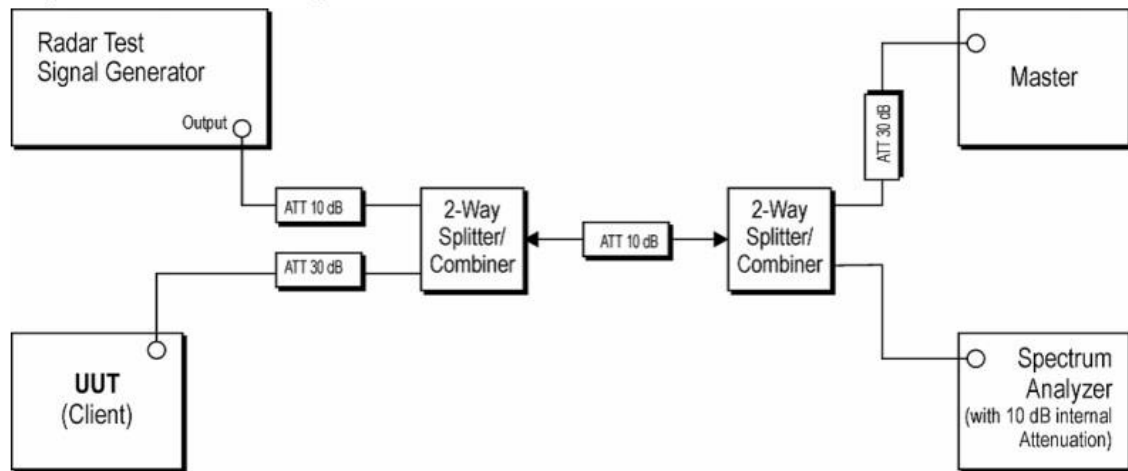 Radar Test
Signal Generator
Output
ATT 10 dB
ATT 30 dB
2-Way
Splitter/
Combiner
ATT 10 dB
2-Way
Splitter/
Combiner
ATT 30 dB
Master
UUT
(Client)
Spectrum
Analyzer
(with 10 dB internal
Attenuation)